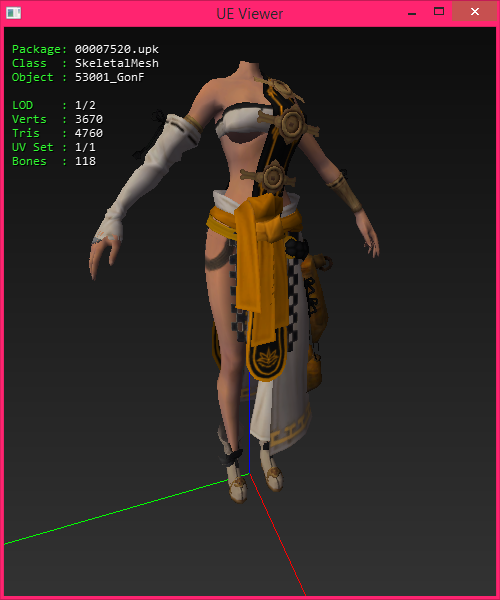 UE Viewer
Package: 00007520.upk
Class : SkeletalMesh
Object : 53001_GonF
LOD : 1/2
Verts : 3670
Tris : 4760
UV Set : 1/1
Bones : 118